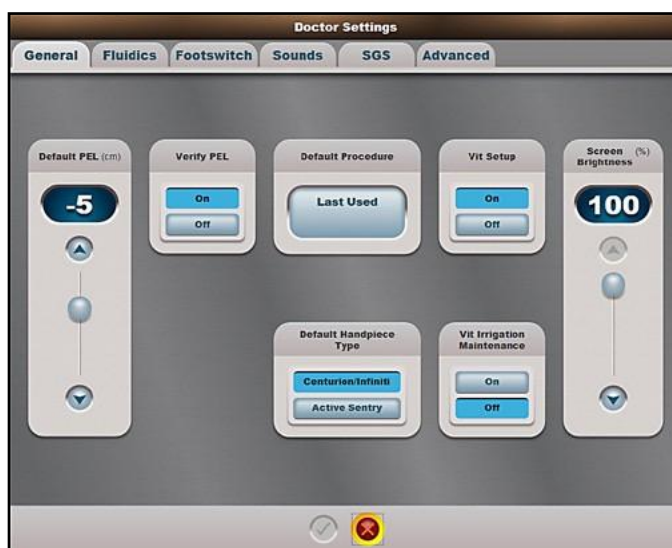 Doctor Settings
General Fluidics Footswitch Sounds SGS Advanced
Default PEL (cm)
-5
Verify PEL
On
Off
Default Procedure
Last Used
Vit Setup
On
Off
Screen (%)
Brightness
100
Default Handpiece
Type
Centurion/Infiniti
Active Sentry
Vit Irrigation
Maintenance
On
Off